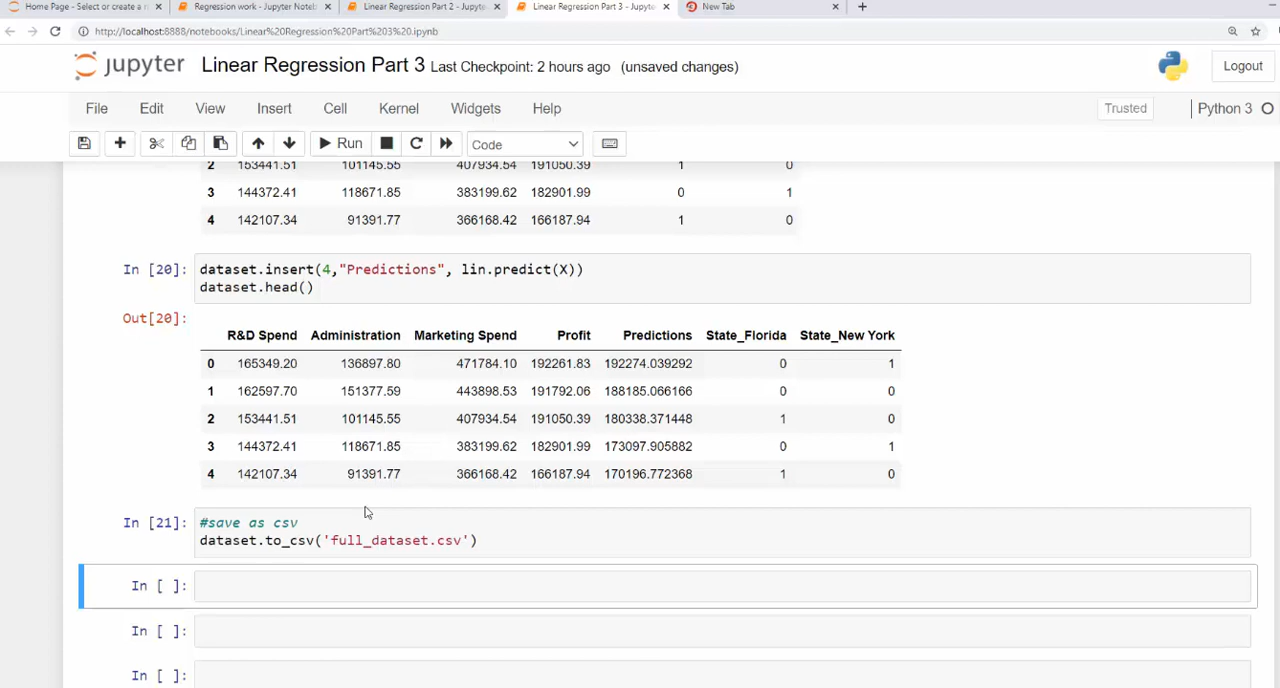 Home Page - Select or create a n
Regression work - Jupyter Noteb
Linear Regression Part 2 - Jupyte
Linear Regression Part 3 - Jupyte
New Tab
http://localhost:8888/notebooks/Linear%20Regression%20Part%203%20.ipynb
jupyter Linear Regression Part 3 Last Checkpoint: 2 hours ago (unsaved changes)
Logout
File Edit View Insert Cell Kernel Widgets Help
Trusted
Python 3
Run
Code
2 153441.51 101145.55 407934.54 191050.39 1 0
3 144372.41 118671.85 383199.62 182901.99 0 1
4 142107.34 91391.77 366168.42 166187.94 1 0
In [20]: dataset.insert(4,"Predictions", lin.predict(X))
dataset.head()
Out[20]:
R&D Spend Administration Marketing Spend Profit Predictions State_Florida State_New York
0 165349.20 136897.80 471784.10 192261.83 192274.039292 0 1
1 162597.70 151377.59 443898.53 191792.06 188185.066166 0 0
2 153441.51 101145.55 407934.54 191050.39 180338.371448 1 0
3 144372.41 118671.85 383199.62 182901.99 173097.905882 0 1
4 142107.34 91391.77 366168.42 166187.94 170196.772368 1 0
In [21]: #save as csv
dataset.to_csv('full_dataset.csv')
In [ ]:
In [ ]:
In [ ]: